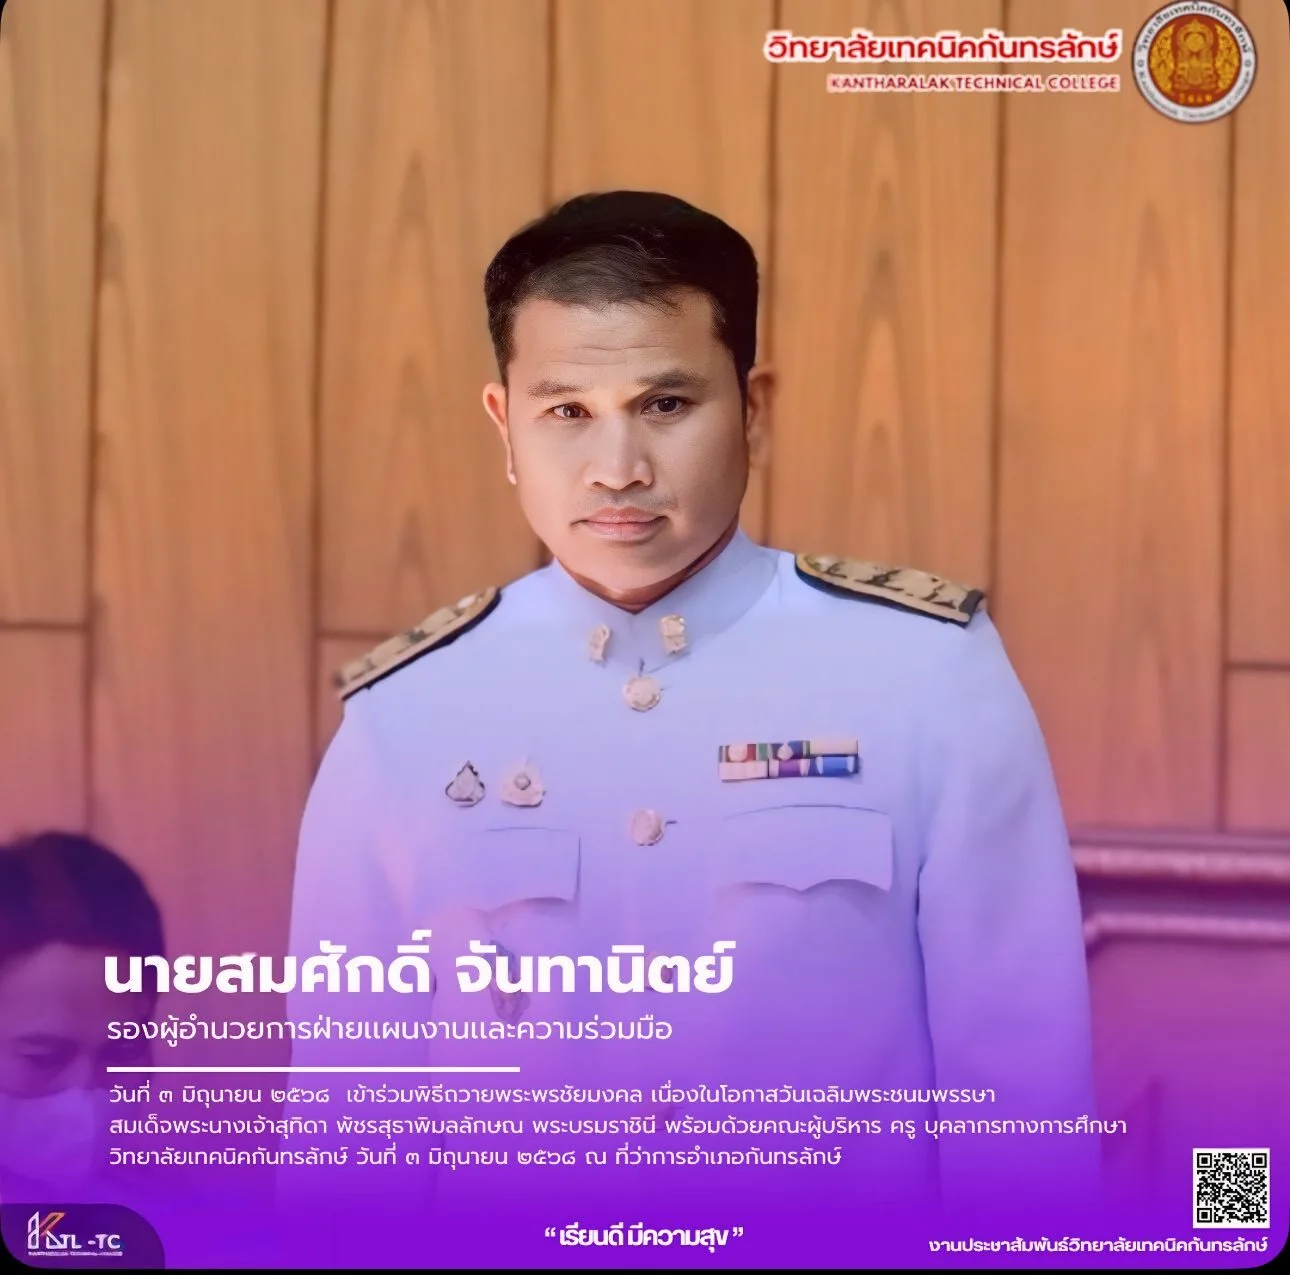 วิทยาลัยเทคนิคกันทรลักษ์
KANTHARALAK TECHNICAL COLLEGE
นายสมศักดิ์ จันทานิตย์
รองผู้อำนวยการฝ่ายแผนงานและความร่วมมือ
วันที่ ๓ มิถุนายน ๒๕๖๘ เข้าร่วมพิธีถวายพระพรชัยมงคล เนื่องในโอกาสวันเฉลิมพระชนมพรรษา
สมเด็จพระนางเจ้าสุทิดา พัชรสุธาพิมลลักษณ พระบรมราชินี พร้อมด้วยคณะผู้บริหาร ครู บุคลากรทางการศึกษา
วิทยาลัยเทคนิคกันทรลักษ์ วันที่ ๓ มิถุนายน ๒๕๖๘ ณ ที่ว่าการอำเภอกันทรลักษ์
KTL -TC
“ เรียนดี มีความสุข ”
งานประชาสัมพันธ์วิทยาลัยเทคนิคกันทรลักษ์